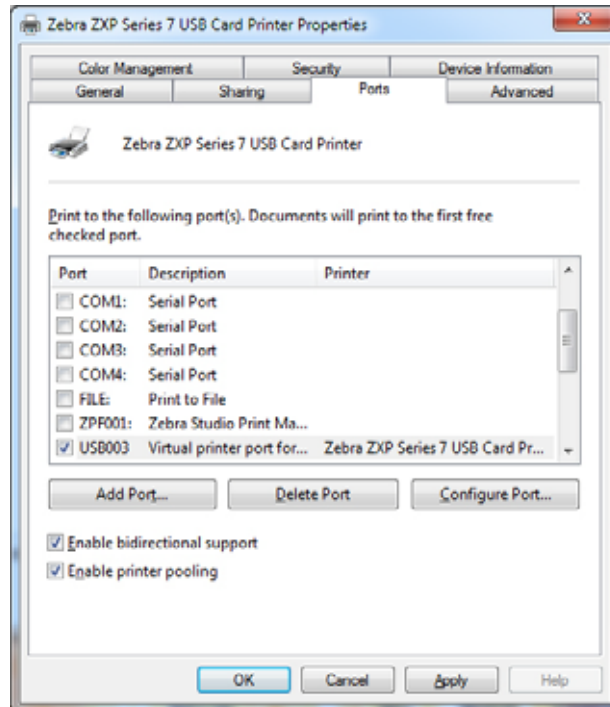 Zebra ZXP Series 7 USB Card Printer Properties
Color Management Security Device Information
General Sharing Ports Advanced
Zebra ZXP Series 7 USB Card Printer
Print to the following port(s). Documents will print to the first free
checked port.
Port Description Printer
COM1: Serial Port
COM2: Serial Port
COM3: Serial Port
COM4: Serial Port
FILE: Print to File
ZPF001: Zebra Studio Print Ma...
USB003 Virtual printer port for... Zebra ZXP Series 7 USB Card Pr...
Add Port... Delete Port Configure Port...
Enable bidirectional support
Enable printer pooling
OK Cancel Apply Help